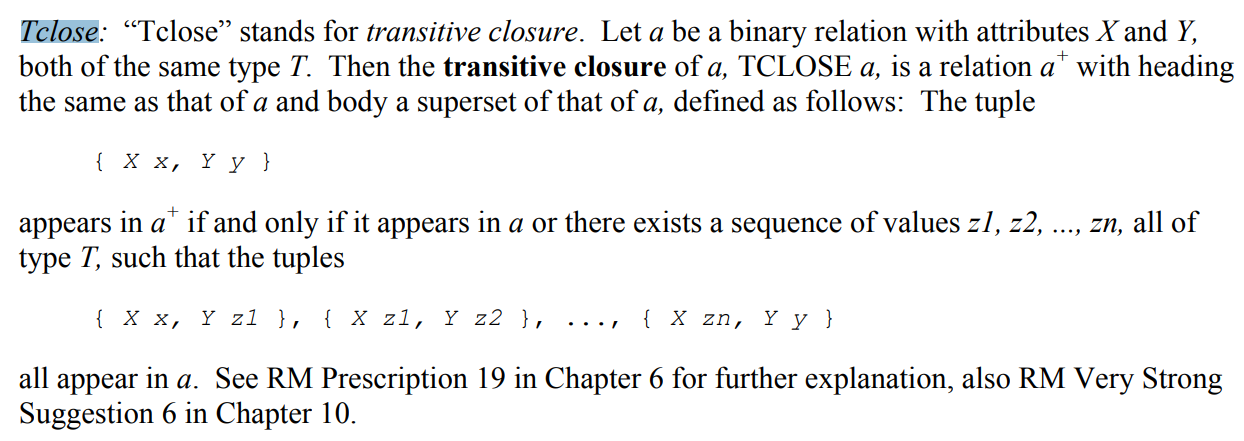 Tclose: “Tclose” stands for transitive closure. Let a be a binary relation with attributes X and Y,
both of the same type T. Then the transitive closure of a, TCLOSE a, is a relation a⁺ with heading
the same as that of a and body a superset of that of a, defined as follows: The tuple
{ X x, Y y }
appears in a⁺ if and only if it appears in a or there exists a sequence of values z1, z2, ..., zn, all of
type T, such that the tuples
{ X x, Y z1 }, { X z1, Y z2 }, ..., { X zn, Y y }
all appear in a. See RM Prescription 19 in Chapter 6 for further explanation, also RM Very Strong
Suggestion 6 in Chapter 10.